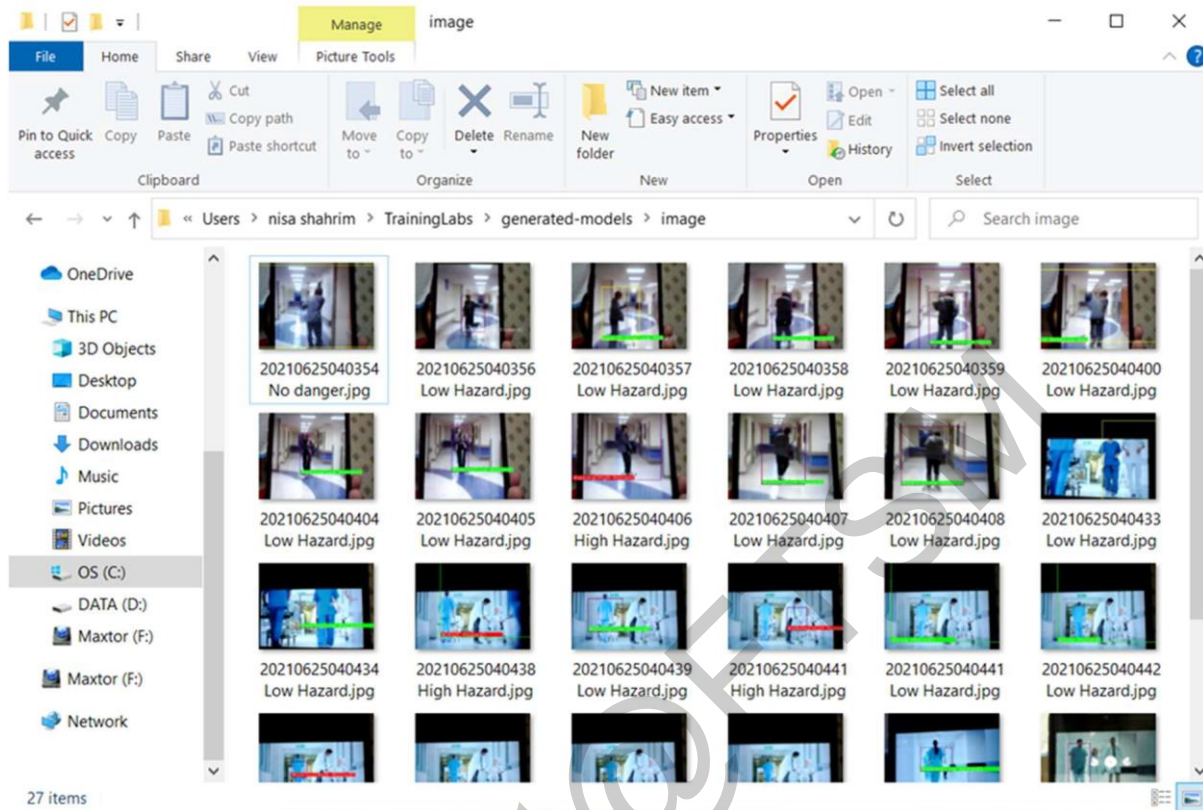 Manage
image
File
Home
Share
View
Picture Tools
Pin to Quick
access
Copy
Paste
Cut
Copy path
Paste shortcut
Move
to
Copy
to
Delete
Rename
New
folder
New item
Easy access
Properties
Open
Edit
History
Select all
Select none
Invert selection
Clipboard
Organize
New
Open
Select
« Users > nisa shahrim > TrainingLabs > generated-models > image
Search image
OneDrive
This PC
3D Objects
Desktop
Documents
Downloads
Music
Pictures
Videos
OS (C:)
DATA (D:)
Maxtor (F:)
Maxtor (F:)
Network
20210625040354
No danger.jpg
20210625040356
Low Hazard.jpg
20210625040357
Low Hazard.jpg
20210625040358
Low Hazard.jpg
20210625040359
Low Hazard.jpg
20210625040400
Low Hazard.jpg
20210625040404
Low Hazard.jpg
20210625040405
Low Hazard.jpg
20210625040406
High Hazard.jpg
20210625040407
Low Hazard.jpg
20210625040408
Low Hazard.jpg
20210625040433
Low Hazard.jpg
20210625040434
Low Hazard.jpg
20210625040438
High Hazard.jpg
20210625040439
Low Hazard.jpg
20210625040441
High Hazard.jpg
20210625040441
Low Hazard.jpg
20210625040442
Low Hazard.jpg
27 items
@FTSM